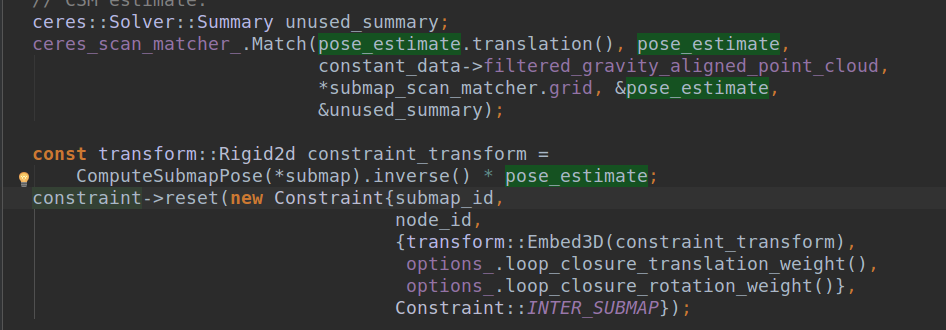 // CSM estimate.
ceres::Solver::Summary unused_summary;
ceres_scan_matcher_.Match(pose_estimate.translation(), pose_estimate,
constant_data->filtered_gravity_aligned_point_cloud,
*submap_scan_matcher.grid, &pose_estimate,
&unused_summary);
const transform::Rigid2d constraint_transform =
ComputeSubmapPose(*submap).inverse() * pose_estimate;
constraint->reset(new Constraint{submap_id,
node_id,
{transform::Embed3D(constraint_transform),
options_.loop_closure_translation_weight(),
options_.loop_closure_rotation_weight()},
Constraint::INTER_SUBMAP});